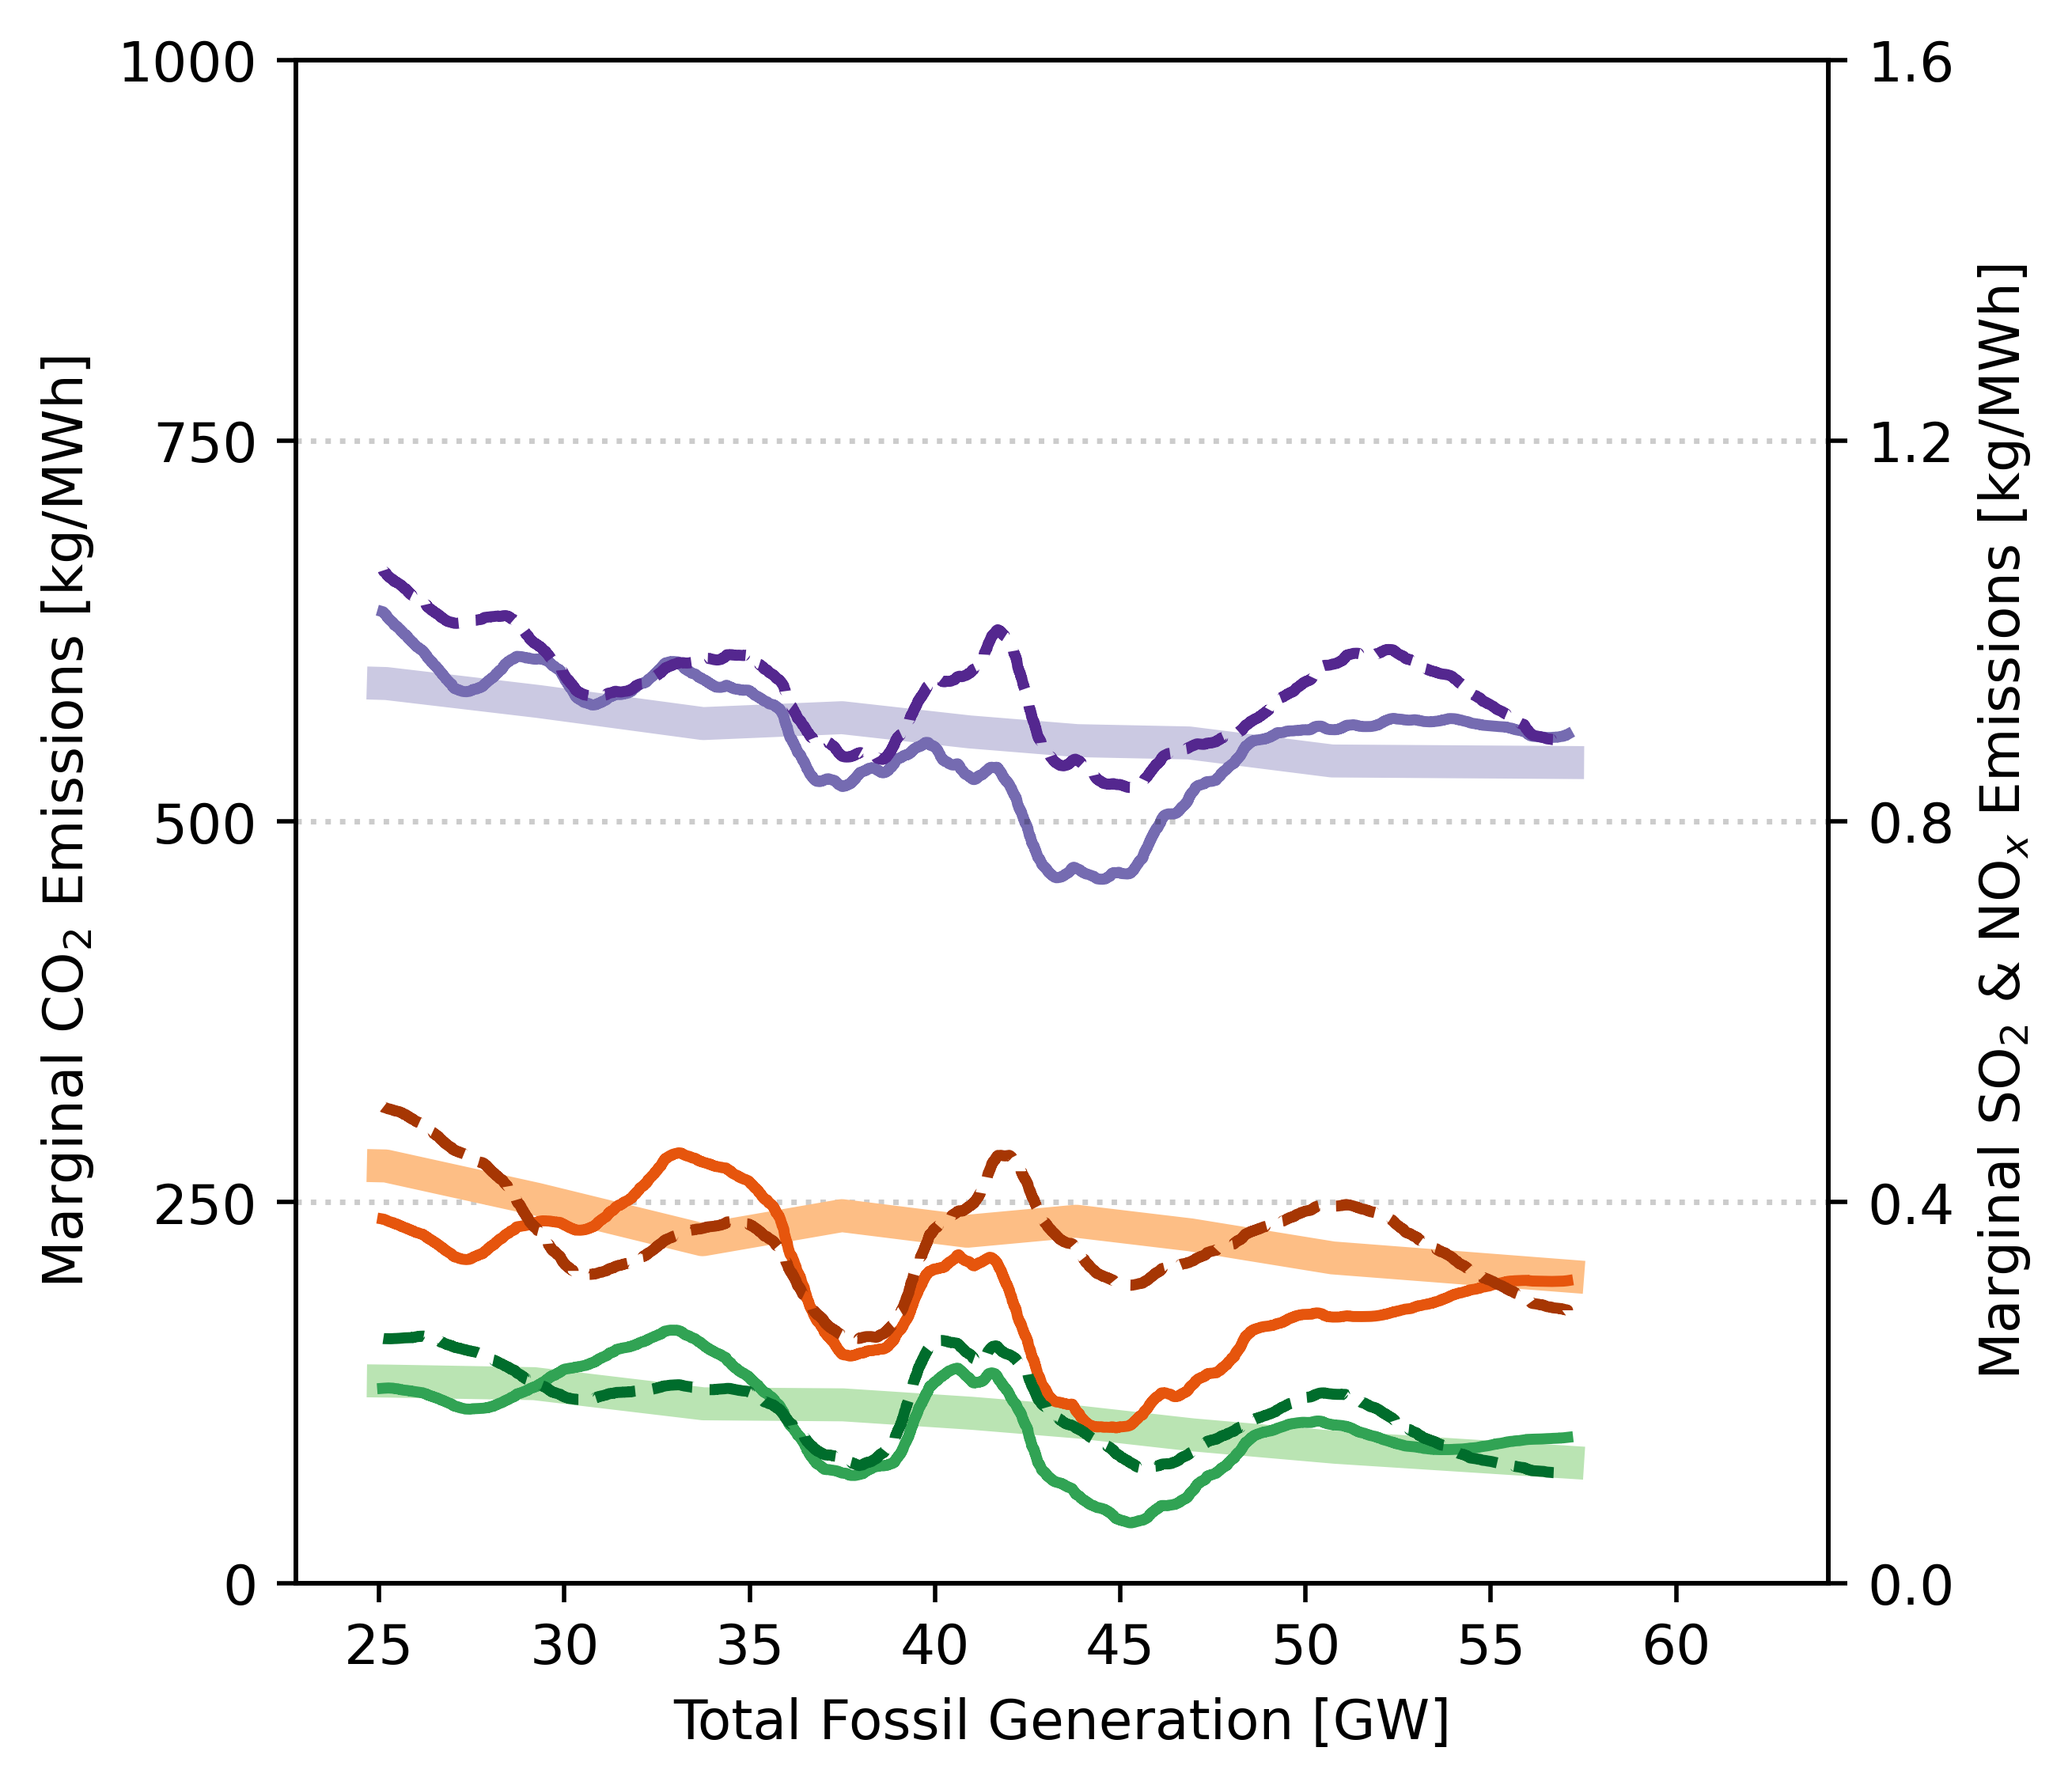 1000
750
500
250
0
Marginal CO₂ Emissions [kg/MWh]
1.6
1.2
0.8
0.4
0.0
Marginal SO₂ & NOₓ Emissions [kg/MWh]
25 30 35 40 45 50 55 60
Total Fossil Generation [GW]